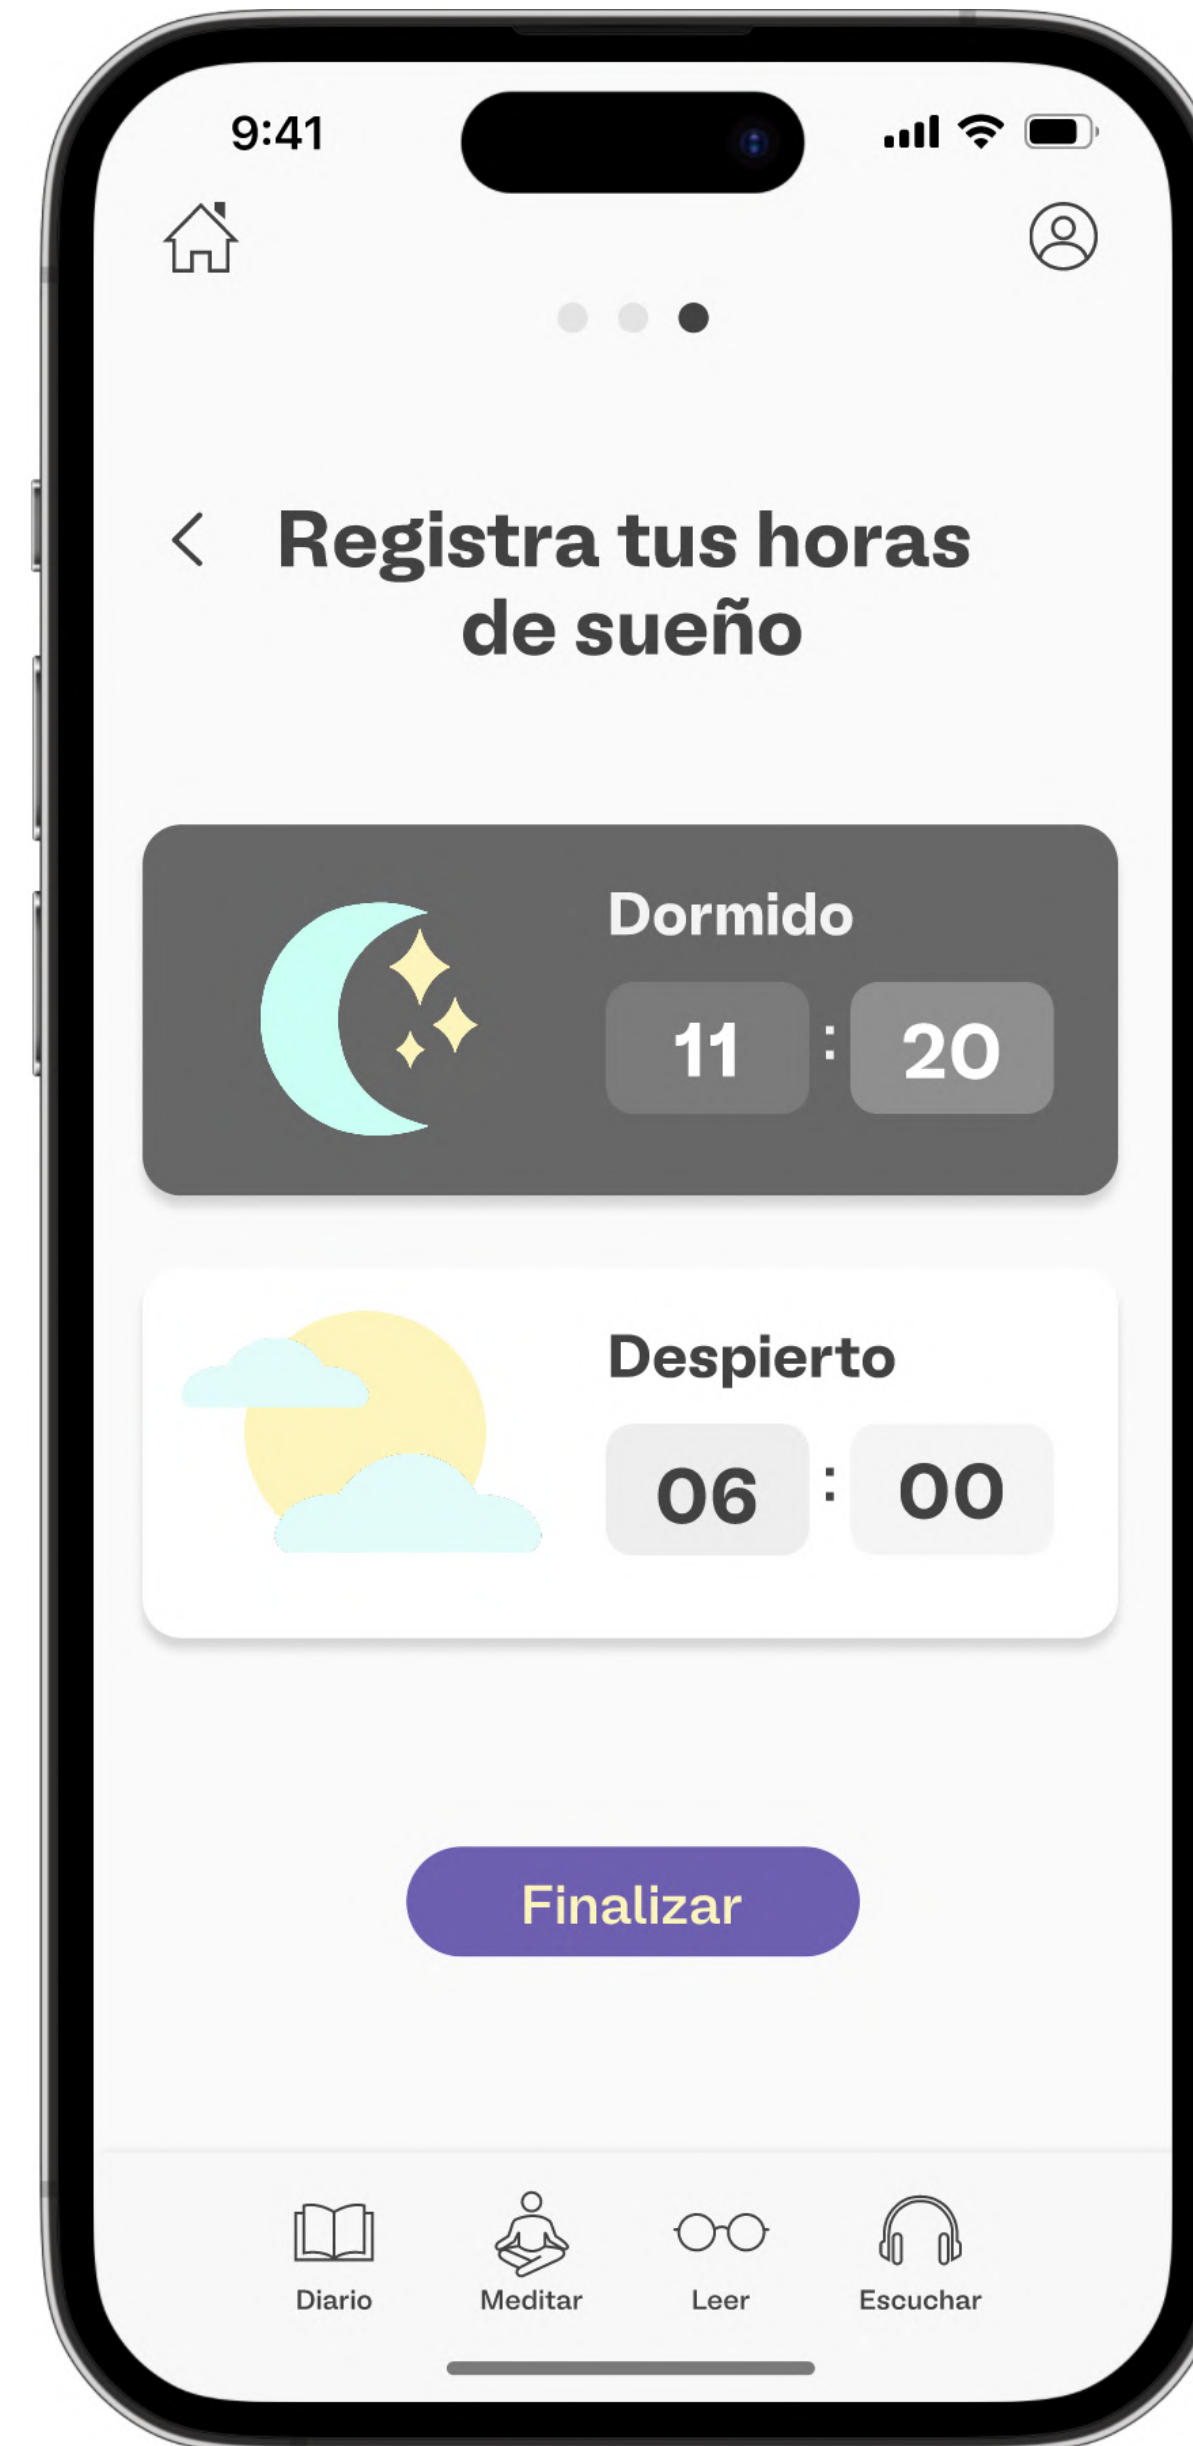 9:41
Registra tus horas
de sueño
Dormido
11 : 20
Despierto
06 : 00
Finalizar
Diario Meditar Leer Escuchar